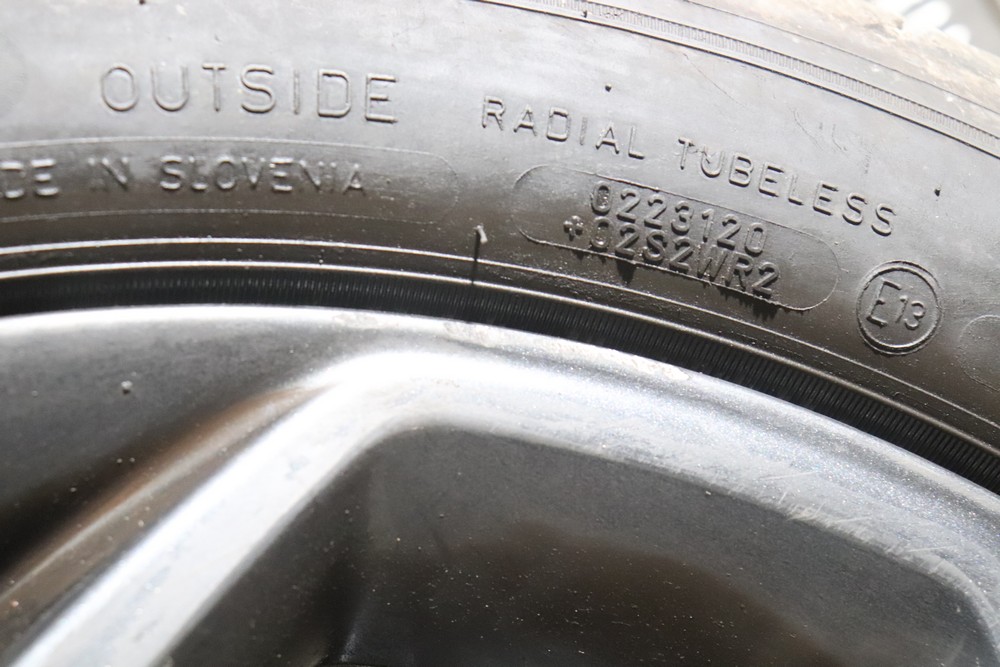 OUTSIDE
RADIAL TUBELESS
DE IN SLOVENIA
0223120
+02S2WR2
E13